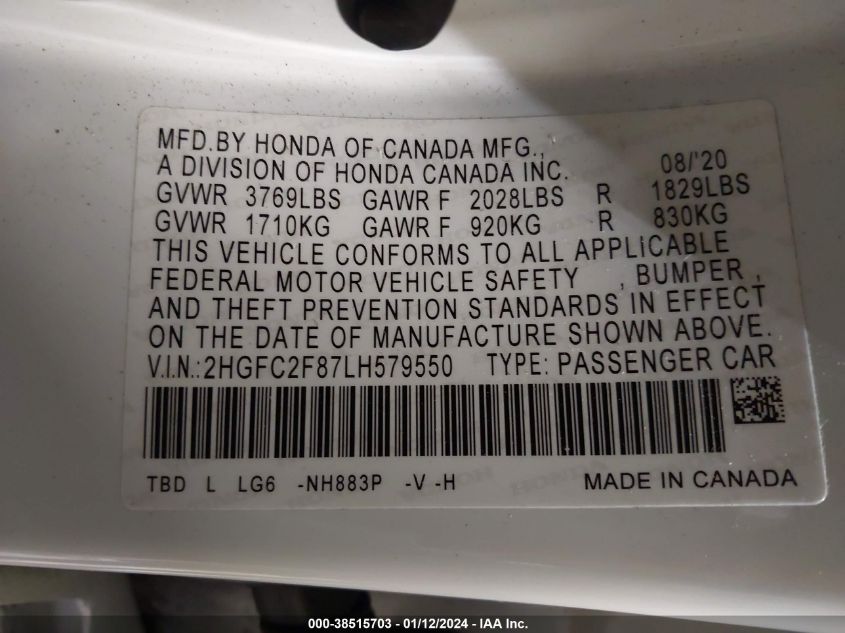 MFD.BY HONDA OF CANADA MFG.,
A DIVISION OF HONDA CANADA INC. 08/'20
GVWR 3769LBS GAWR F 2028LBS R 1829LBS
GVWR 1710KG GAWR F 920KG R 830KG
THIS VEHICLE CONFORMS TO ALL APPLICABLE
FEDERAL MOTOR VEHICLE SAFETY , BUMPER ,
AND THEFT PREVENTION STANDARDS IN EFFECT
ON THE DATE OF MANUFACTURE SHOWN ABOVE.
V.I.N.:2HGFC2F87LH579550 TYPE: PASSENGER CAR
TBD L LG6 -NH883P -V -H MADE IN CANADA
000-38515703 - 01/12/2024 - IAA Inc.